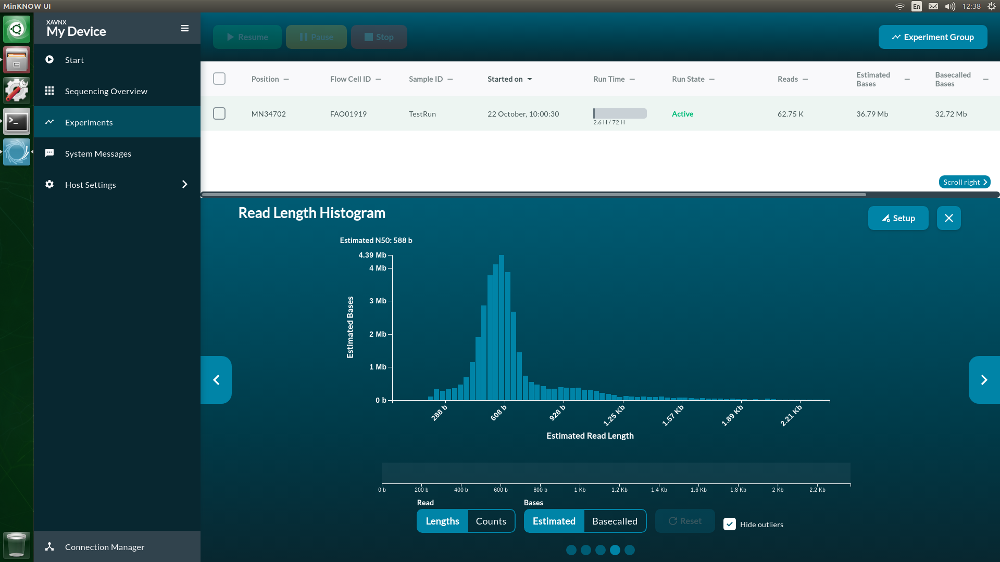 MinKNOW UI
En
12:38
XAVNX
My Device
Start
Sequencing Overview
Experiments
System Messages
Host Settings
Connection Manager
Resume
Pause
Stop
Experiment Group
Position
Flow Cell ID
Sample ID
Started on
Run Time
Run State
Reads
Estimated Bases
Basecalled Bases
MN34702
FAO01919
TestRun
22 October, 10:00:30
2.6 H / 72 H
Active
62.75 K
36.79 Mb
32.72 Mb
Scroll right
Read Length Histogram
Setup
Estimated N50: 588 b
4.39 Mb
4 Mb
3 Mb
2 Mb
1 Mb
0 b
Estimated Bases
288 b
608 b
928 b
1.25 Kb
1.57 Kb
1.89 Kb
2.21 Kb
Estimated Read Length
0 b
200 b
400 b
600 b
800 b
1 Kb
1.2 Kb
1.4 Kb
1.6 Kb
1.8 Kb
2 Kb
2.2 Kb
Read
Lengths
Counts
Bases
Estimated
Basecalled
Reset
Hide outliers